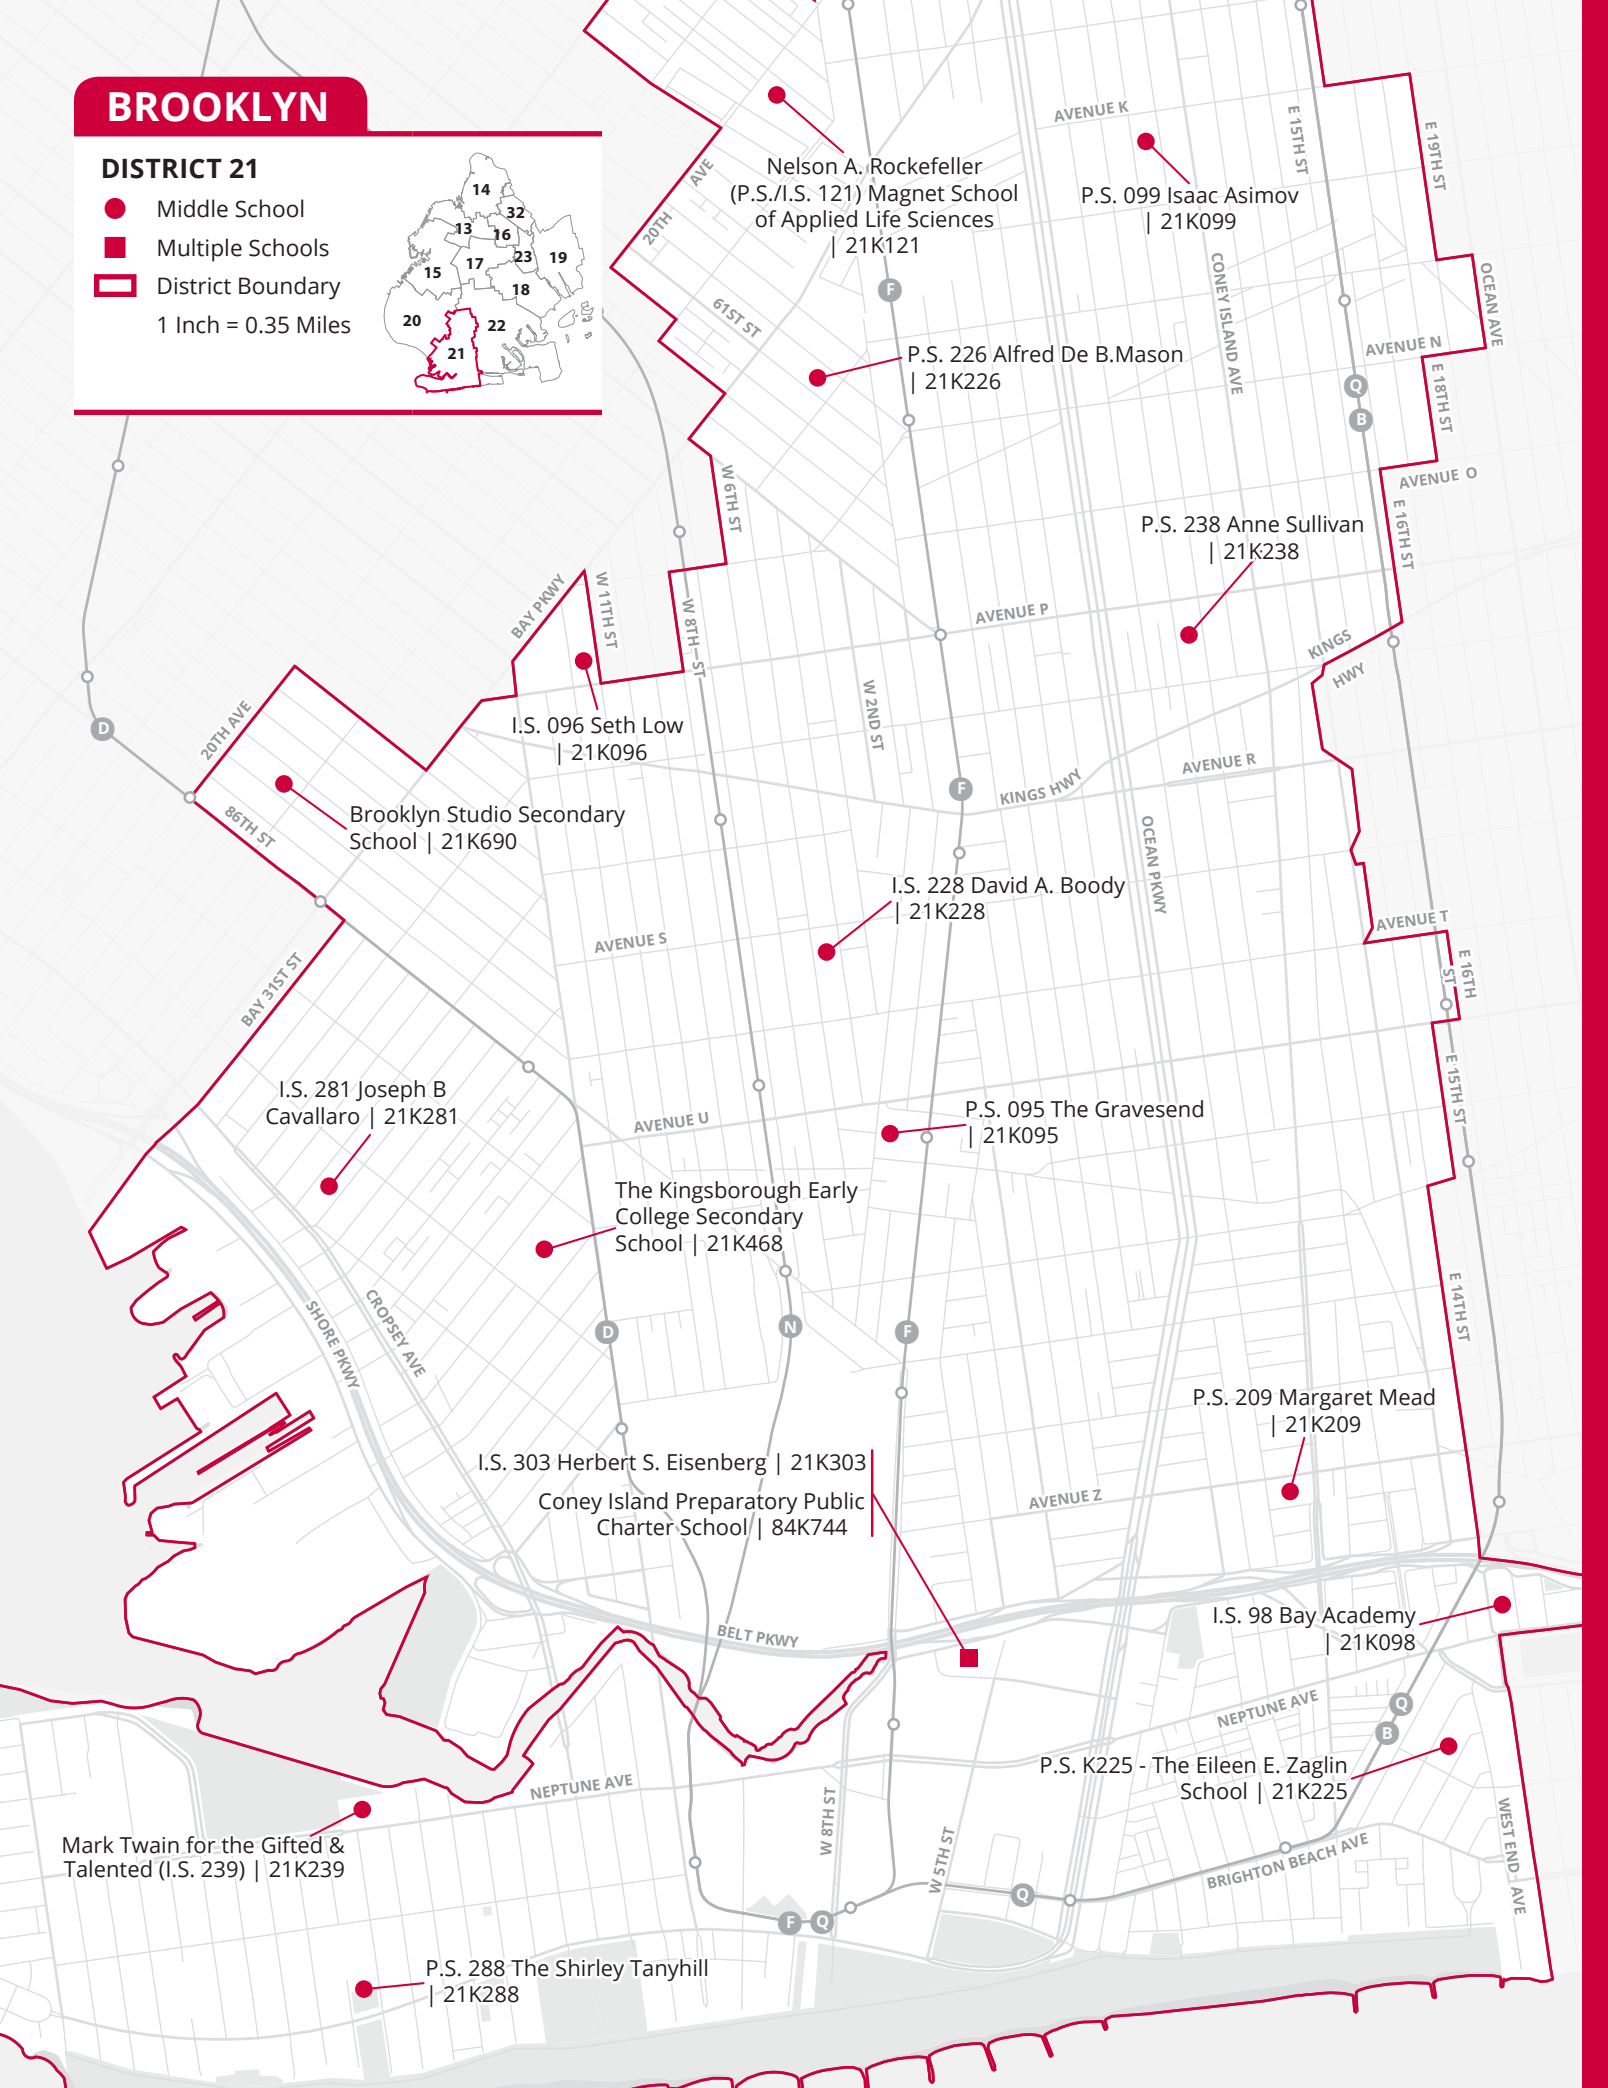 BROOKLYN
DISTRICT 21
Middle School
Multiple Schools
District Boundary
1 Inch = 0.35 Miles
14
32
13
16
15
17
23
19
18
20
22
21
AVENUE K
E 15TH ST
E 19TH ST
Nelson A. Rockefeller
(P.S./I.S. 121) Magnet School
of Applied Life Sciences
| 21K121
P.S. 099 Isaac Asimov
| 21K099
20TH AVE
CONEY ISLAND AVE
OCEAN AVE
F
61ST ST
AVENUE N
P.S. 226 Alfred De B.Mason
| 21K226
Q
B
E 18TH ST
W 6TH ST
AVENUE O
E 16TH ST
P.S. 238 Anne Sullivan
| 21K238
BAY PKWY
W 11TH ST
W 8TH ST
AVENUE P
KINGS
HWY
I.S. 096 Seth Low
| 21K096
W 2ND ST
D
20TH AVE
AVENUE R
F
KINGS HWY
Brooklyn Studio Secondary
School | 21K690
86TH ST
OCEAN PKWY
I.S. 228 David A. Boody
| 21K228
AVENUE S
AVENUE T
BAY 31ST ST
E 16TH
ST
I.S. 281 Joseph B
Cavallaro | 21K281
AVENUE U
P.S. 095 The Gravesend
| 21K095
E 15TH ST
The Kingsborough Early
College Secondary
School | 21K468
SHORE PKWY
CROPSEY AVE
D
N
F
E 14TH ST
P.S. 209 Margaret Mead
| 21K209
I.S. 303 Herbert S. Eisenberg | 21K303
Coney Island Preparatory Public
Charter School | 84K744
AVENUE Z
BELT PKWY
I.S. 98 Bay Academy
| 21K098
NEPTUNE AVE
Q
B
P.S. K225 - The Eileen E. Zaglin
School | 21K225
NEPTUNE AVE
W 8TH ST
W 5TH ST
WEST END AVE
Mark Twain for the Gifted &
Talented (I.S. 239) | 21K239
BRIGHTON BEACH AVE
Q
F
Q
P.S. 288 The Shirley Tanyhill
| 21K288